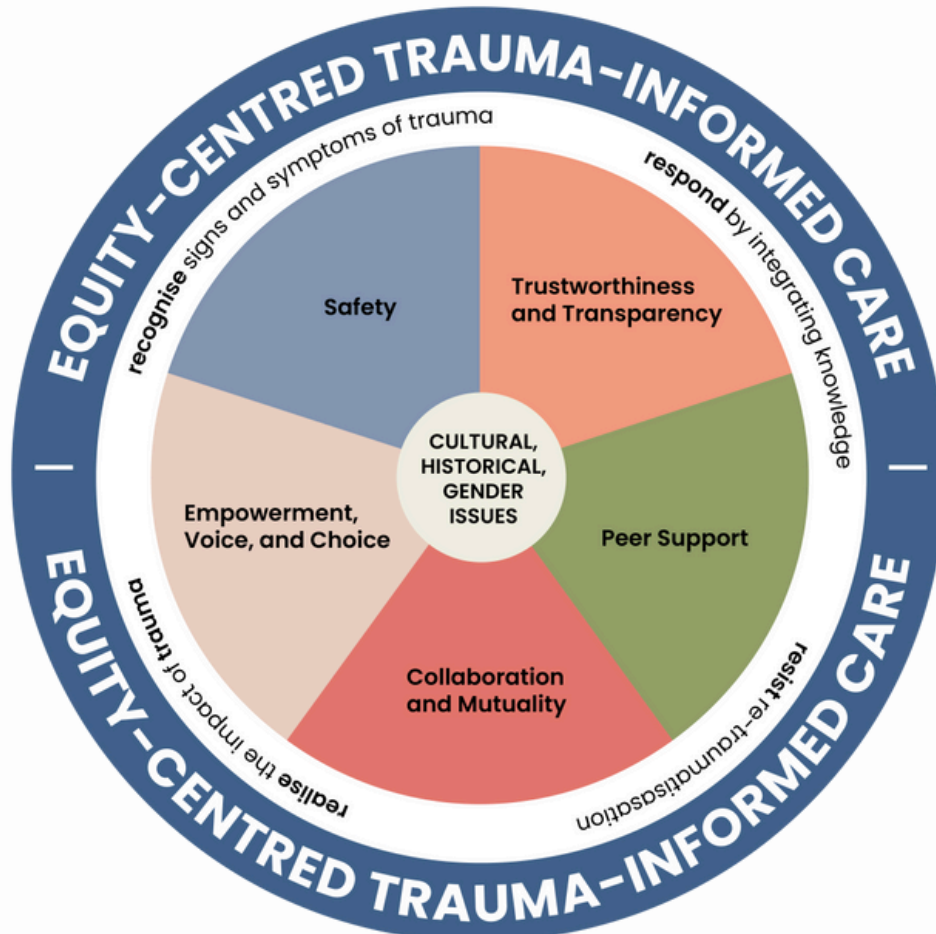 EQUITY-CENTRED TRAUMA-INFORMED CARE
recognise signs and symptoms of trauma
respond by integrating knowledge
Safety
Trustworthiness
and Transparency
CULTURAL,
HISTORICAL,
GENDER
ISSUES
Empowerment,
Voice, and Choice
Peer Support
Collaboration
and Mutuality
realise the impact of trauma
resist re-traumatisasation
EQUITY-CENTRED TRAUMA-INFORMED CARE